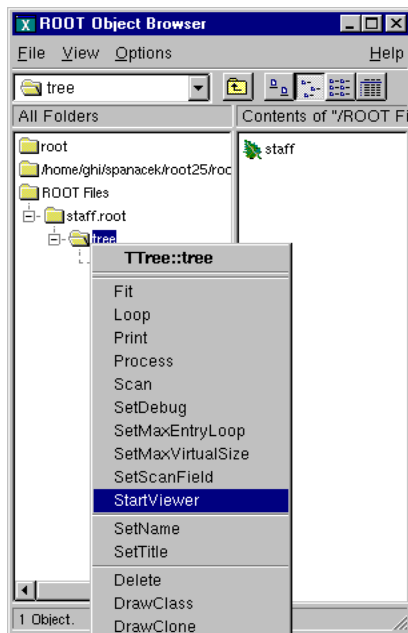 ROOT Object Browser
File View Options Help
tree
All Folders
Contents of "/ROOT Fi
root
/home/ghi/spanacek/root25/roo
ROOT Files
staff.root
tree
staff
TTree::tree
Fit
Loop
Print
Process
Scan
SetDebug
SetMaxEntryLoop
SetMaxVirtualSize
SetScanField
StartViewer
SetName
SetTitle
Delete
DrawClass
DrawClone
1 Object.